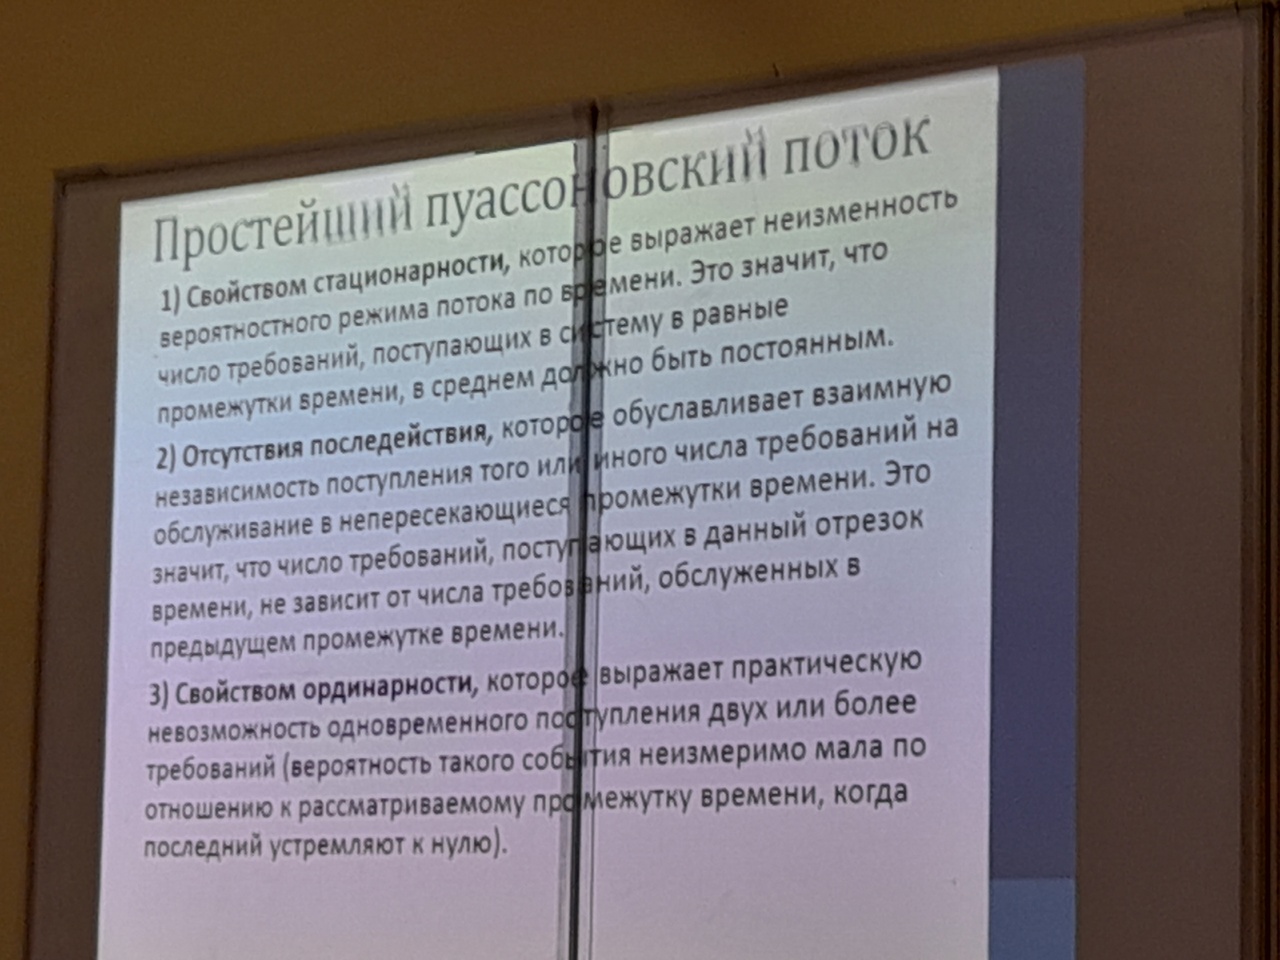 Простейший пуассоновский поток
1) Свойством стационарности, которое выражает неизменность
вероятностного режима потока по времени. Это значит, что
число требований, поступающих в систему в равные
промежутки времени, в среднем должно быть постоянным.
2) Отсутствия последействия, которое обуславливает взаимную
независимость поступления того или иного числа требований на
обслуживание в непересекающиеся промежутки времени. Это
значит, что число требований, поступающих в данный отрезок
времени, не зависит от числа требований, обслуженных в
предыдущем промежутке времени.
3) Свойством ординарности, которое выражает практическую
невозможность одновременного поступления двух или более
требований (вероятность такого события неизмеримо мала по
отношению к рассматриваемому промежутку времени, когда
последний устремляют к нулю).